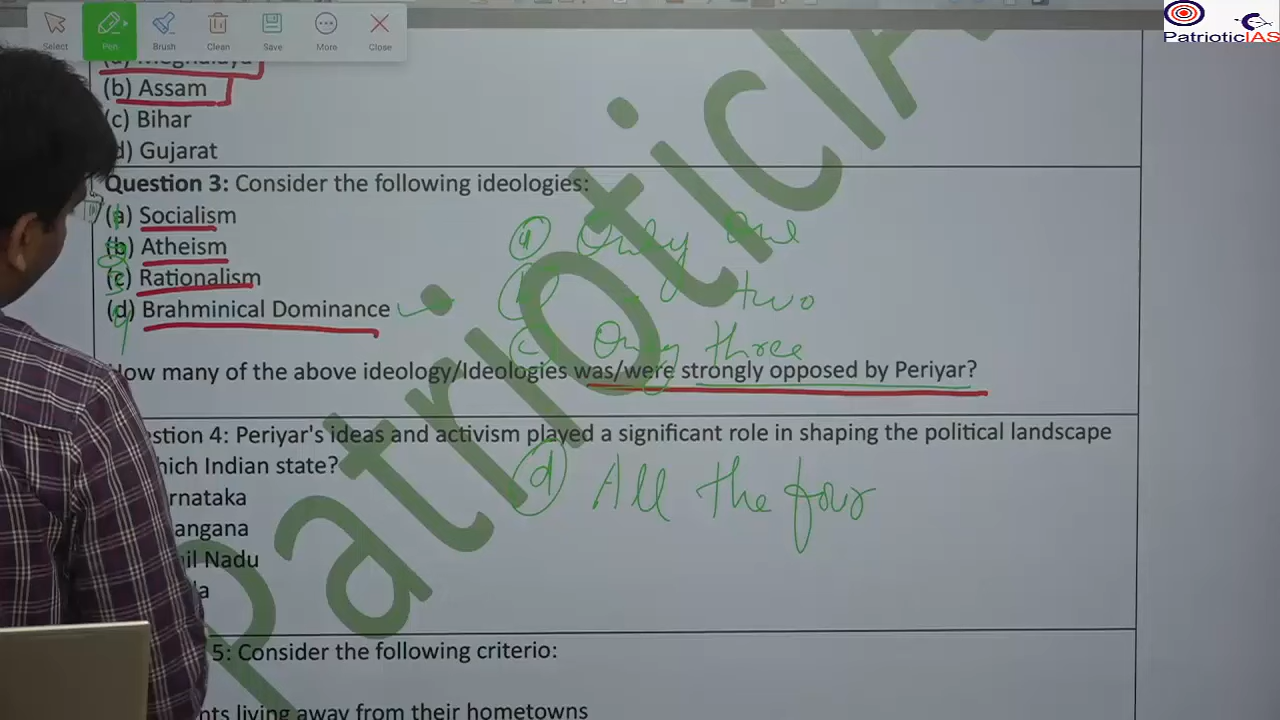 PatrioticIAS
Select Pen Brush Clean Save More Close
(b) Assam
(c) Bihar
d) Gujarat
Question 3: Consider the following ideologies:
(a) Socialism
(b) Atheism
(c) Rationalism
(d) Brahminical Dominance
(a) Only one
(b) two
(c) Only three
How many of the above ideology/Ideologies was/were strongly opposed by Periyar?
(d) All the four
stion 4: Periyar's ideas and activism played a significant role in shaping the political landscape
hich Indian state?
rnataka
angana
il Nadu
la
5: Consider the following criterio:
nts living away from their hometowns